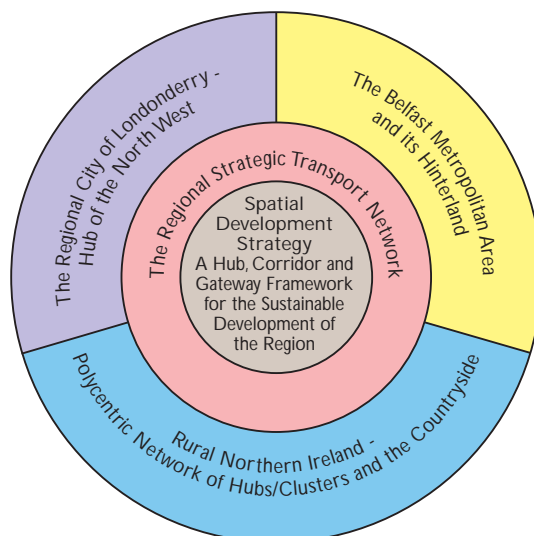 The Regional City of Londonderry -
Hub of the North West
The Belfast Metropolitan Area
and its Hinterland
The Regional Strategic Transport Network
Spatial
Development
Strategy
A Hub, Corridor and
Gateway Framework
for the Sustainable
Development of
the Region
Rural Northern Ireland -
Polycentric Network of Hubs/Clusters and the Countryside